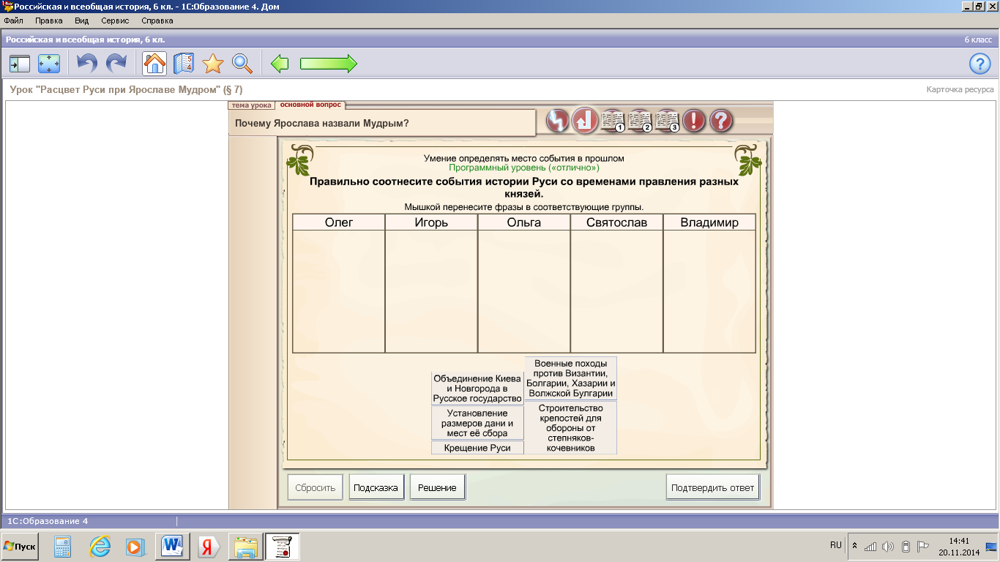 Российская и всеобщая история, 6 кл. - 1С:Образование 4. Дом
Файл Правка Вид Сервис Справка
Российская и всеобщая история, 6 кл. 6 класс
Урок "Расцвет Руси при Ярославе Мудром" (§ 7) Карточка ресурса
тема урока основной вопрос
Почему Ярослава назвали Мудрым?
1 2 3 ! ?
Умение определять место события в прошлом
Программный уровень («отлично»)
Правильно соотнесите события истории Руси со временами правления разных
князей.
Мышкой перенесите фразы в соответствующие группы.
Олег Игорь Ольга Святослав Владимир
Объединение Киева
и Новгорода в
Русское государство
Установление
размеров дани и
мест её сбора
Крещение Руси
Военные походы
против Византии,
Болгарии, Хазарии и
Волжской Булгарии
Строительство
крепостей для
обороны от
степняков-
кочевников
Сбросить Подсказка Решение Подтвердить ответ
1С:Образование 4
Пуск RU 14:41
20.11.2014